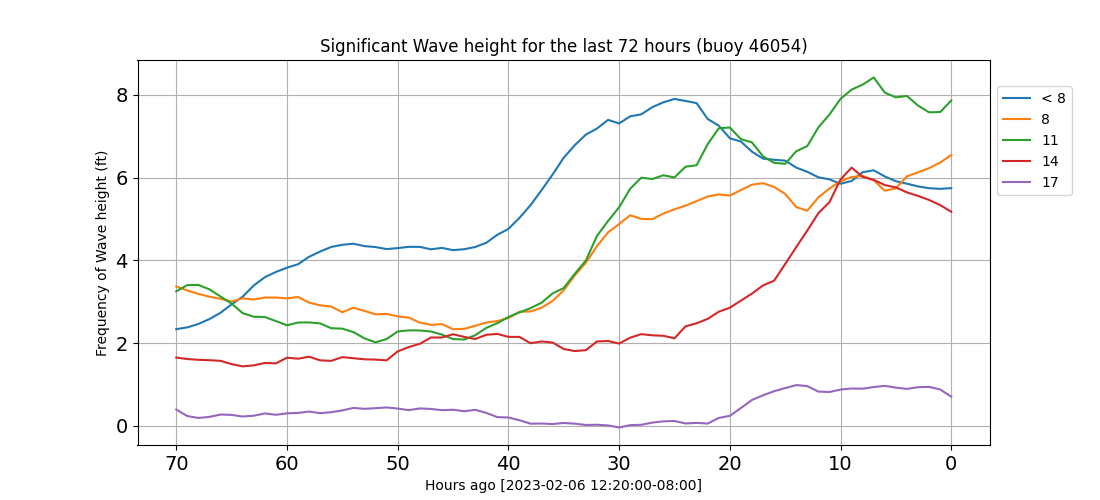 Significant Wave height for the last 72 hours (buoy 46054)
Frequency of Wave height (ft)
8
6
4
2
0
70 60 50 40 30 20 10 0
Hours ago [2023-02-06 12:20:00-08:00]
< 8
8
11
14
17